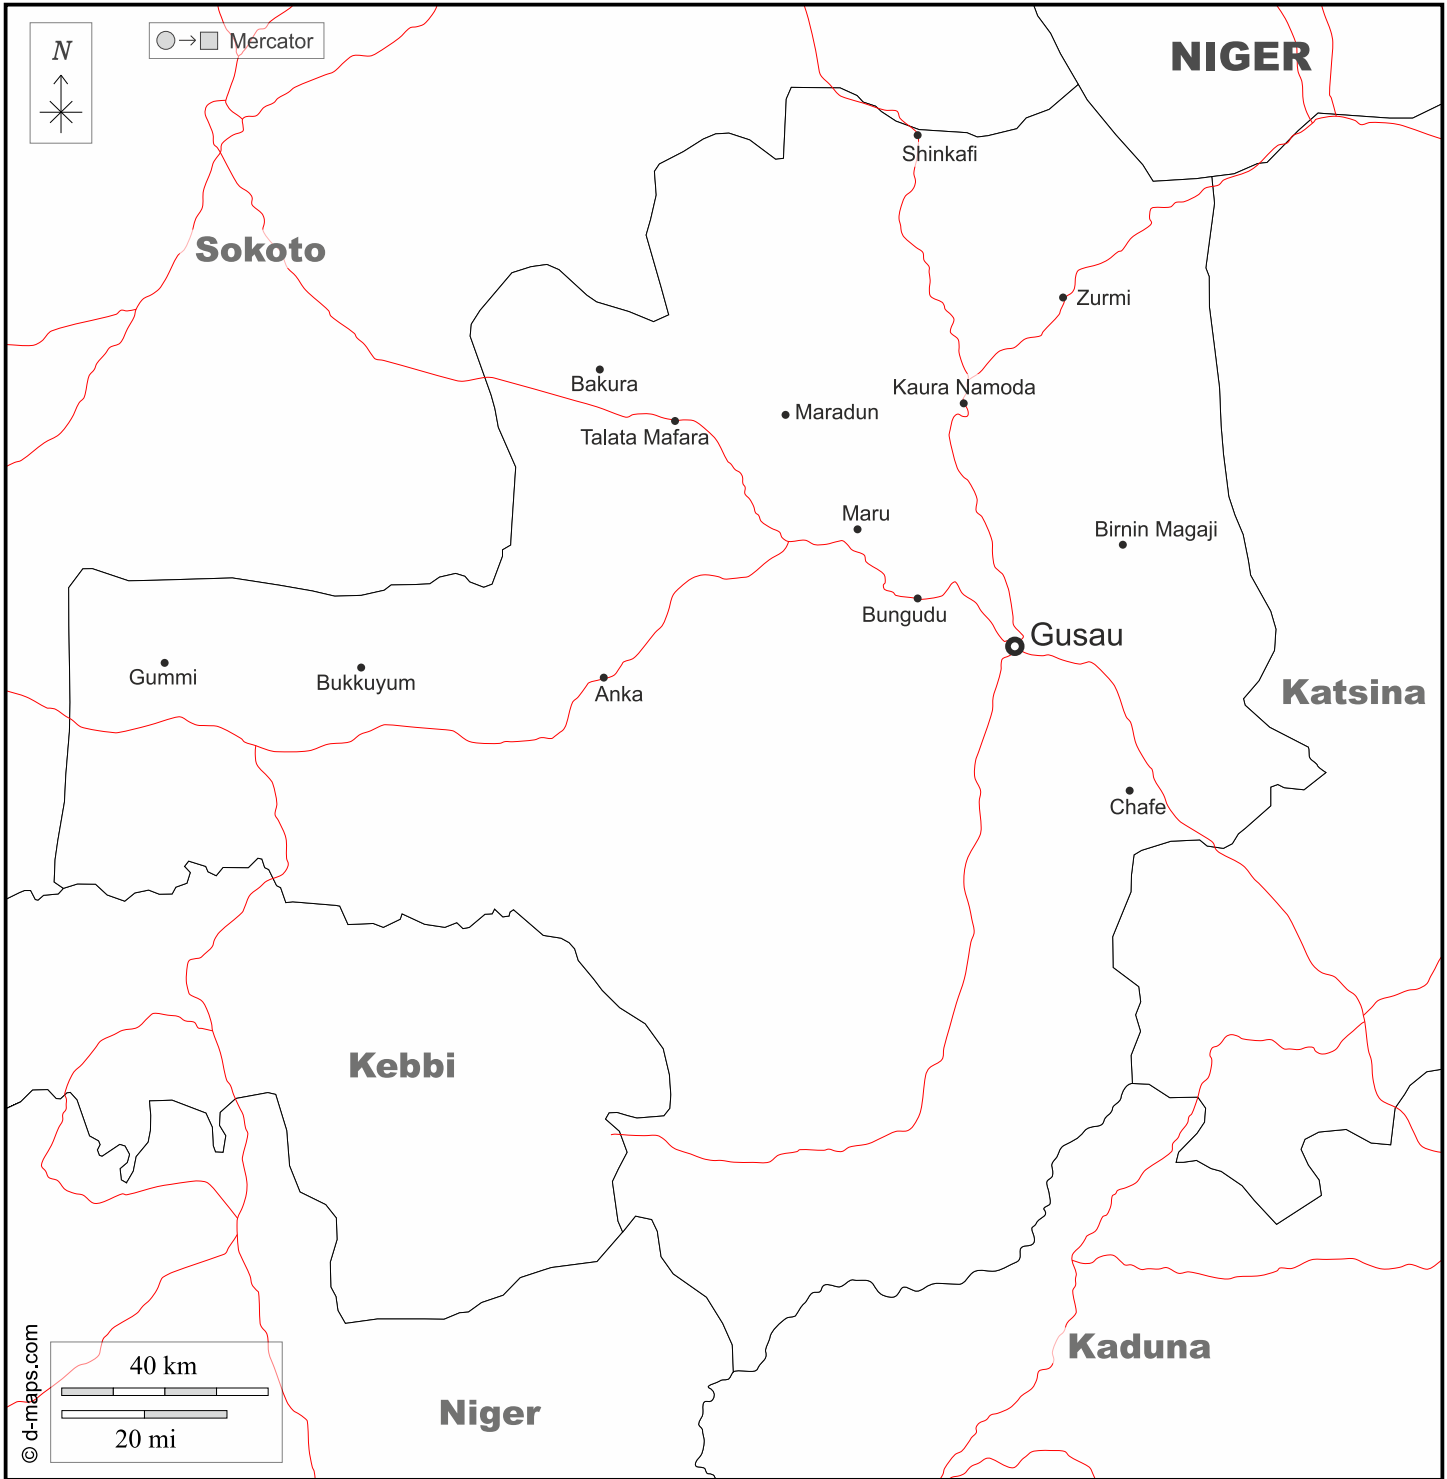 N
Mercator
NIGER
Shinkafi
Sokoto
Zurmi
Bakura
Kaura Namoda
Maradun
Talata Mafara
Maru
Birnin Magaji
Bungudu
Gusau
Gummi
Bukkuyum
Anka
Katsina
Chafe
Kebbi
Kaduna
Niger
40 km
20 mi
© d-maps.com